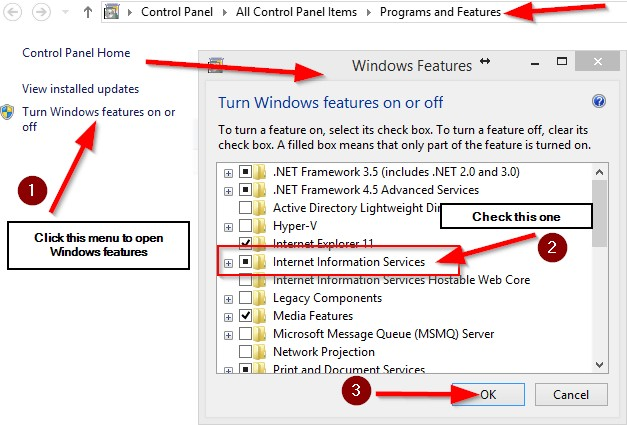 Control Panel All Control Panel Items Programs and Features
Control Panel Home
Windows Features
View installed updates
Turn Windows features on or
off
Turn Windows features on or off
To turn a feature on, select its check box. To turn a feature off, clear its
check box. A filled box means that only part of the feature is turned on.
1
Click this menu to open
Windows features
.NET Framework 3.5 (includes .NET 2.0 and 3.0)
.NET Framework 4.5 Advanced Services
Active Directory Lightweight
Check this one
Hyper-V
Internet Explorer 11
2
Internet Information Services
Internet Information Services Hostable Web Core
Legacy Components
Media Features
Microsoft Message Queue (MSMQ) Server
Network Projection
Print and Document Services
3
OK
Cancel